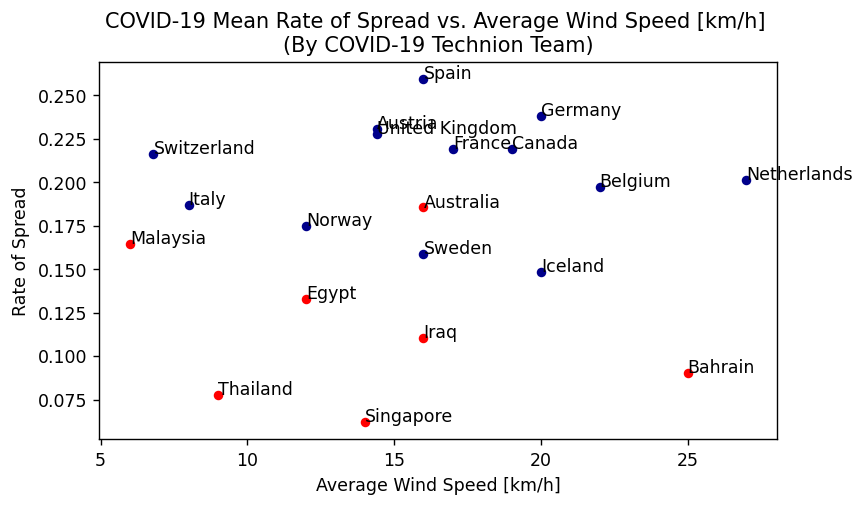 COVID-19 Mean Rate of Spread vs. Average Wind Speed [km/h]
(By COVID-19 Technion Team)
Spain
Germany
Austria
United Kingdom
France
Canada
Switzerland
Netherlands
Belgium
Italy
Australia
Norway
Malaysia
Sweden
Iceland
Egypt
Iraq
Bahrain
Thailand
Singapore
0.250
0.225
0.200
0.175
0.150
0.125
0.100
0.075
Rate of Spread
5 10 15 20 25
Average Wind Speed [km/h]